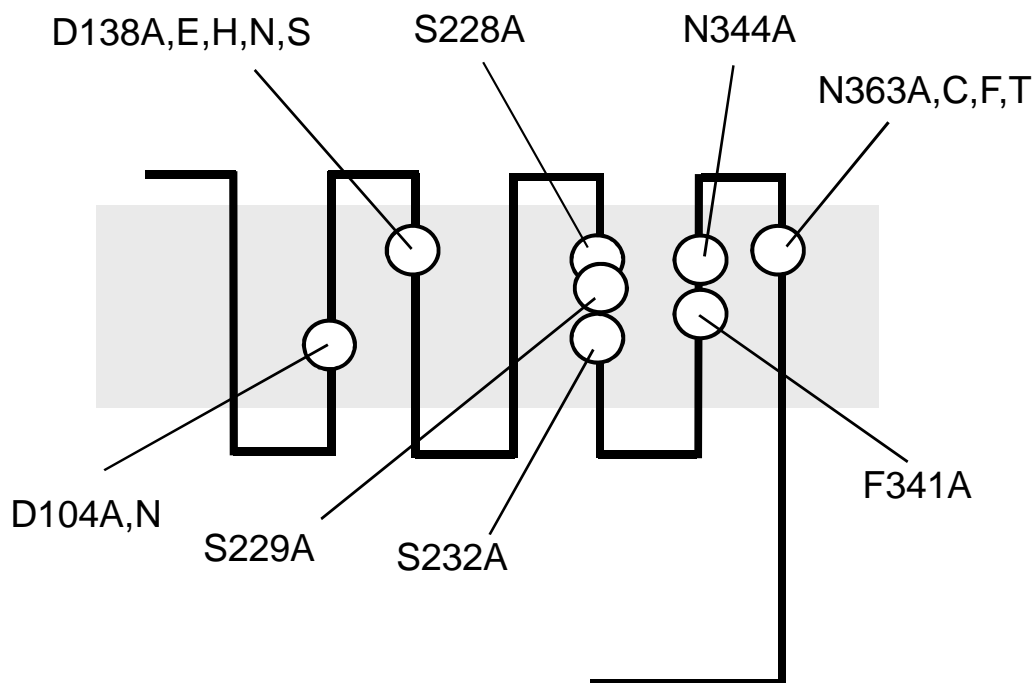 D138A,E,H,N,S
S228A
N344A
N363A,C,F,T
F341A
D104A,N
S229A
S232A